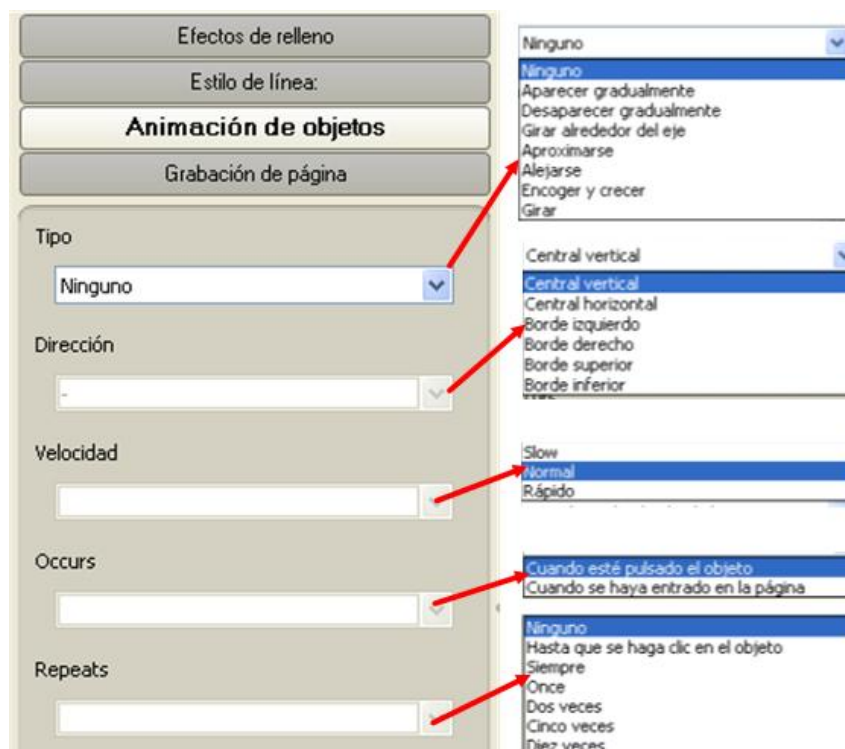 Efectos de relleno
Estilo de línea:
Animación de objetos
Grabación de página
Tipo
Ninguno
Dirección
-
Velocidad
Occurs
Repeats
Ninguno
Ninguno
Aparecer gradualmente
Desaparecer gradualmente
Girar alrededor del eje
Aproximarse
Alejarse
Encoger y crecer
Girar
Central vertical
Central vertical
Central horizontal
Borde izquierdo
Borde derecho
Borde superior
Borde inferior
Slow
Normal
Rápido
Cuando esté pulsado el objeto
Cuando se haya entrado en la página
Ninguno
Hasta que se haga clic en el objeto
Siempre
Once
Dos veces
Cinco veces
Diez veces